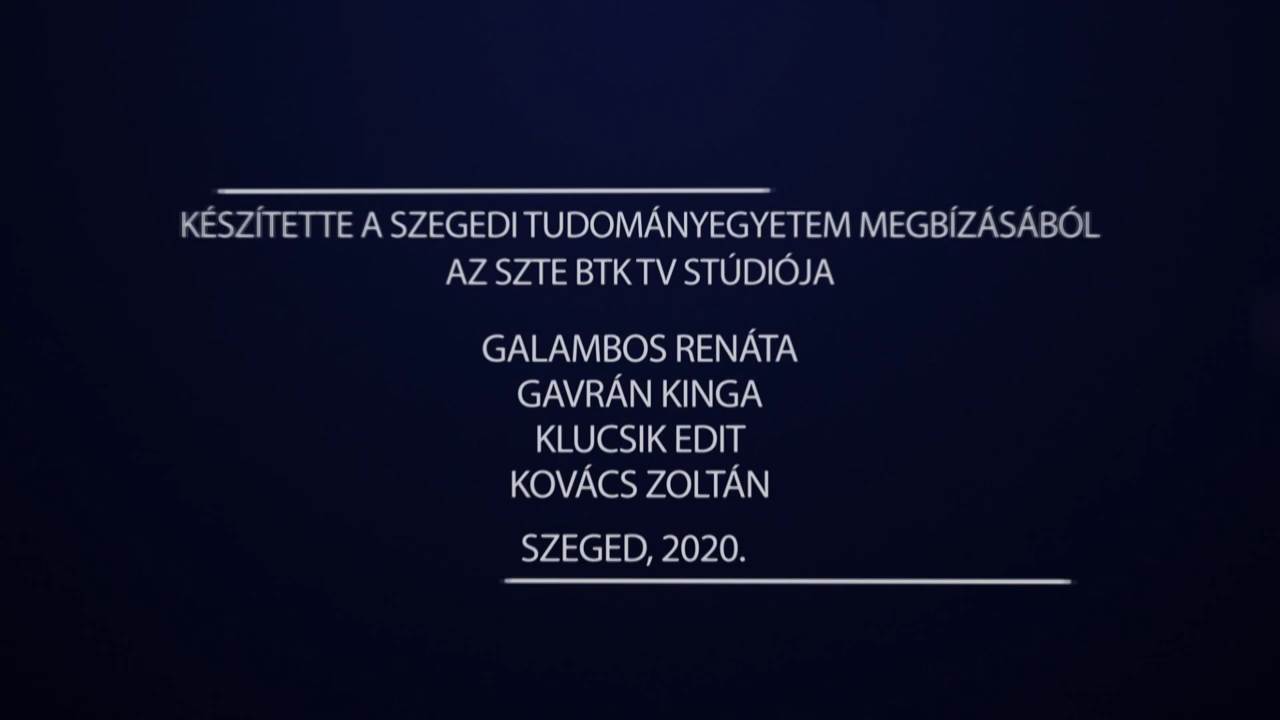 KÉSZÍTETTE A SZEGEDI TUDOMÁNYEGYETEM MEGBÍZÁSÁBÓL
AZ SZTE BTK TV STÚDIÓJA
GALAMBOS RENÁTA
GAVRÁN KINGA
KLUCSIK EDIT
KOVÁCS ZOLTÁN
SZEGED, 2020.